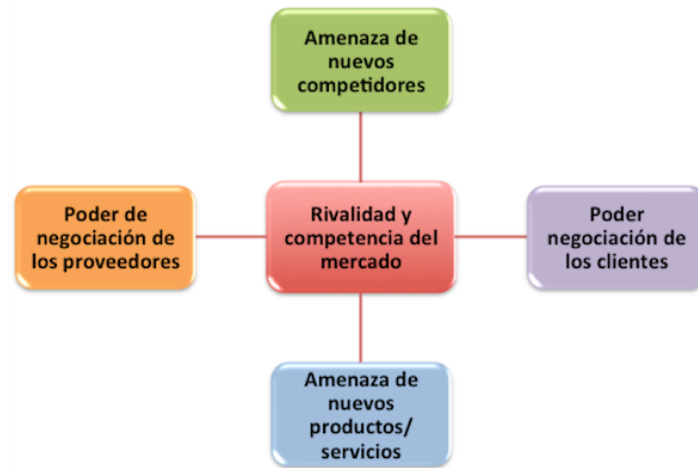 Amenaza de
nuevos
competidores
Poder de
negociación de
los proveedores
Rivalidad y
competencia del
mercado
Poder
negociación de
los clientes
Amenaza de
nuevos
productos/
servicios